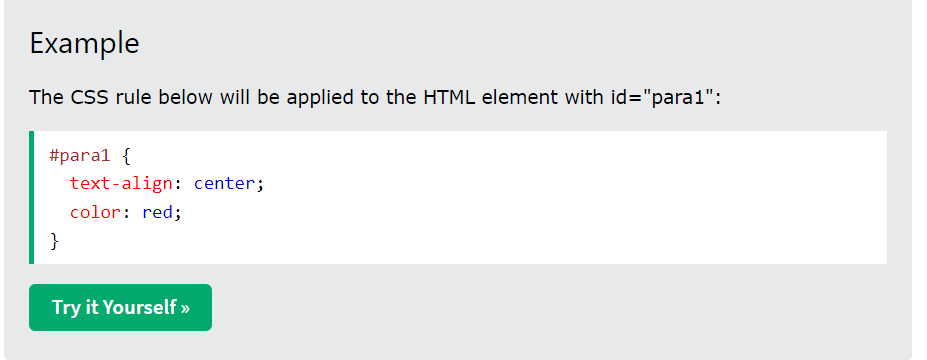 Example
The CSS rule below will be applied to the HTML element with id="para1":
#para1 {
  text-align: center;
  color: red;
}
Try it Yourself »